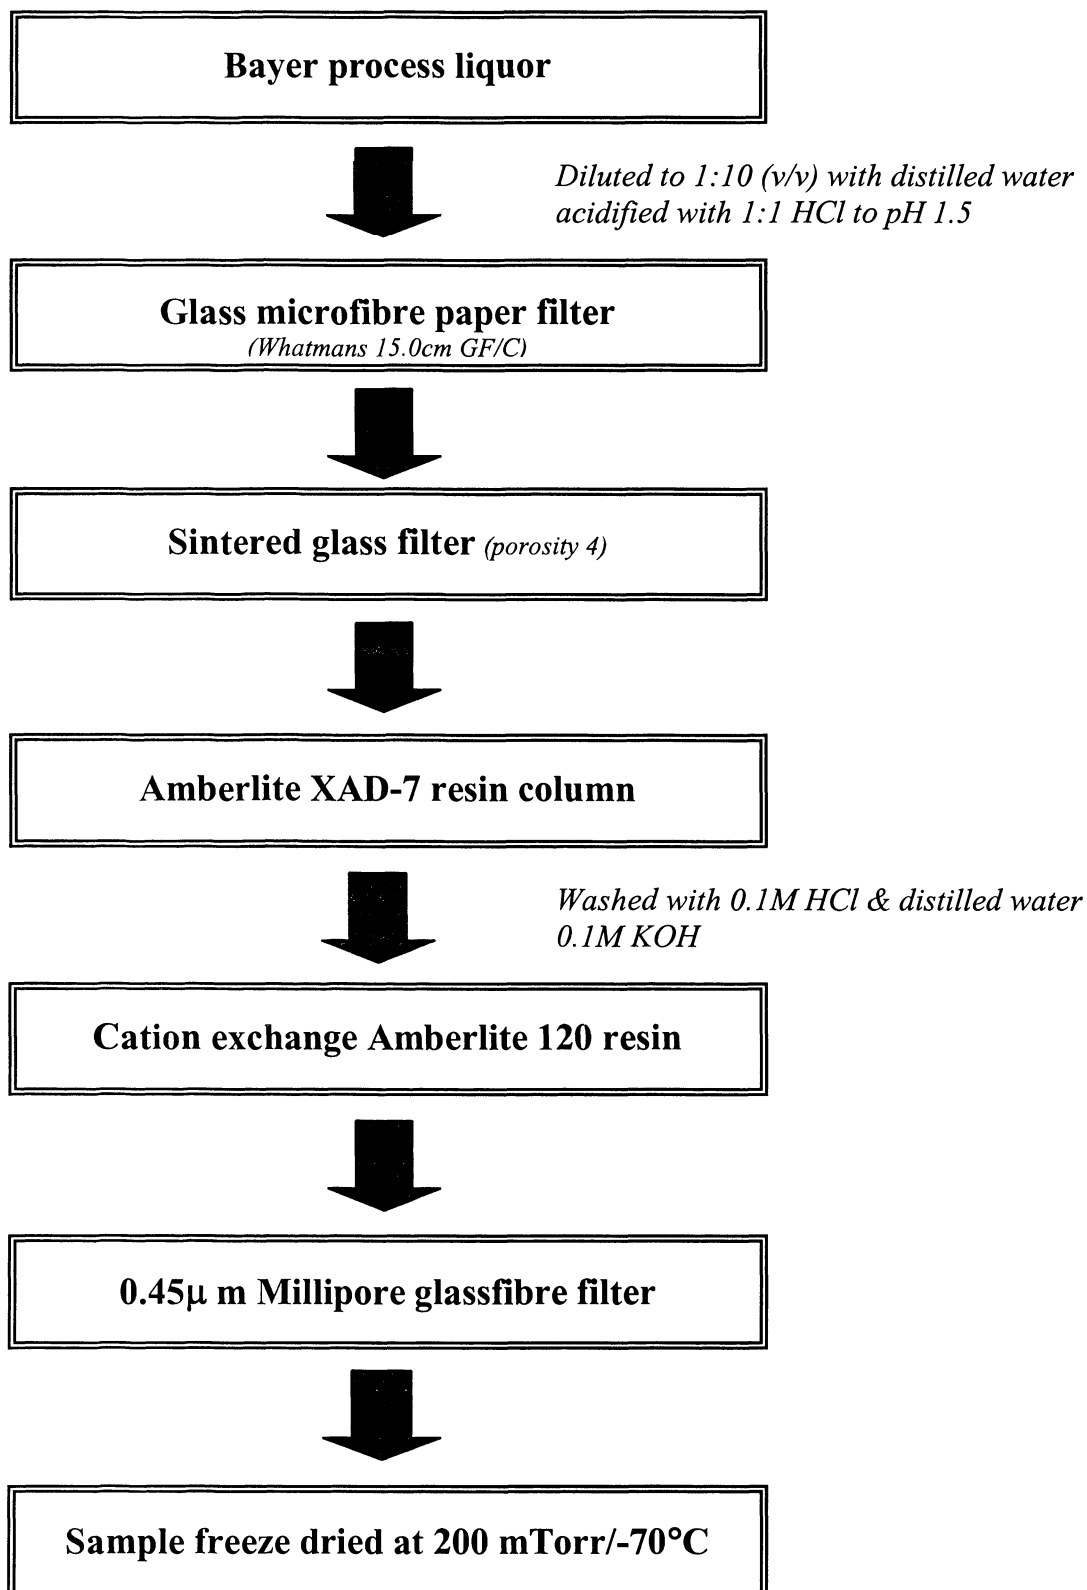 Bayer process liquor
Diluted to 1:10 (v/v) with distilled water
acidified with 1:1 HCl to pH 1.5
Glass microfibre paper filter
(Whatmans 15.0cm GF/C)
Sintered glass filter (porosity 4)
Amberlite XAD-7 resin column
Washed with 0.1M HCl & distilled water
0.1M KOH
Cation exchange Amberlite 120 resin
0.45μ m Millipore glassfibre filter
Sample freeze dried at 200 mTorr/-70°C